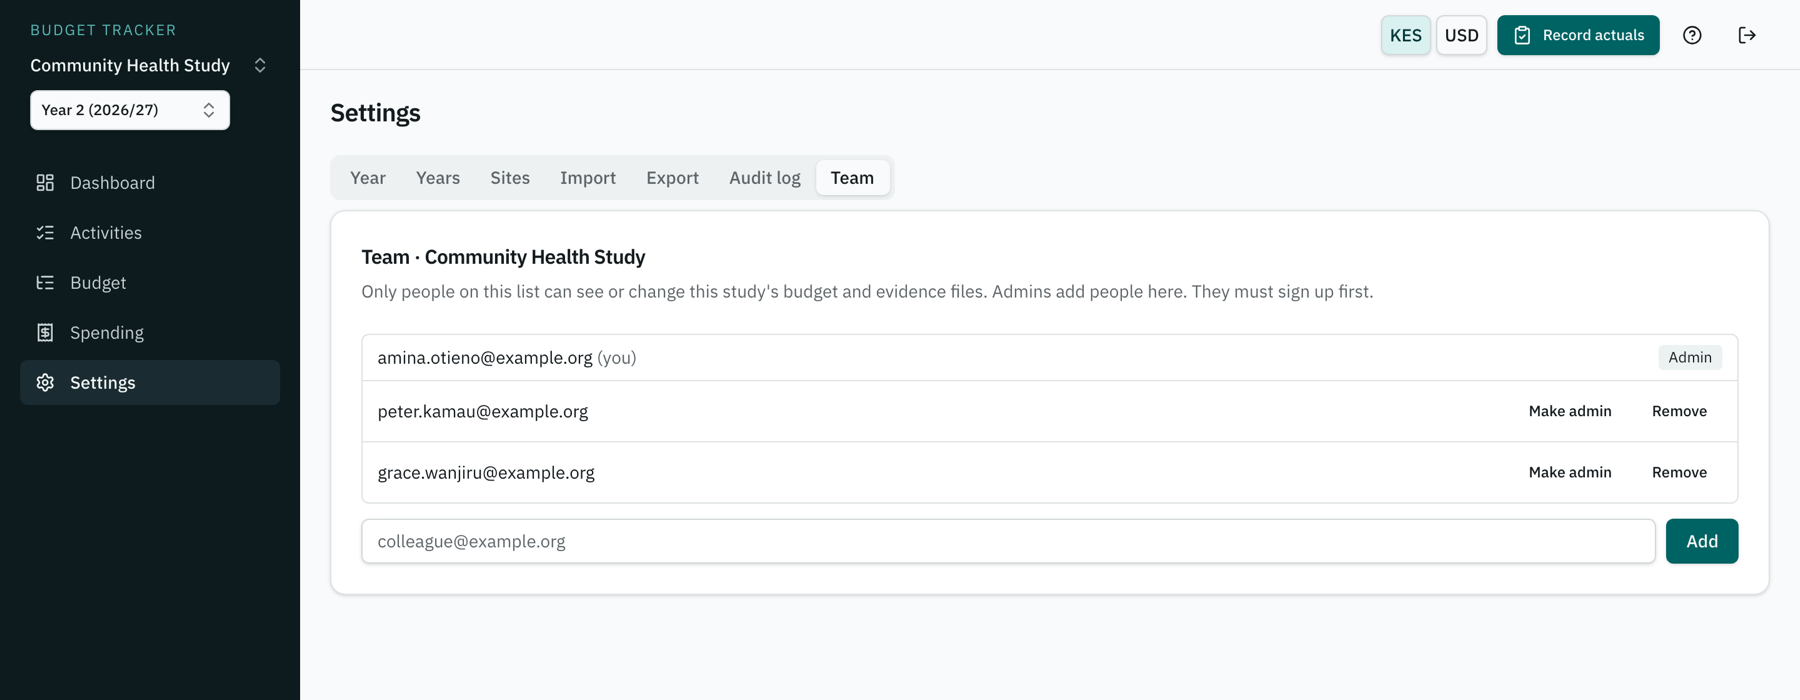 BUDGET TRACKER
Community Health Study
Year 2 (2026/27)
Dashboard
Activities
Budget
Spending
Settings
KES USD Record actuals
Settings
Year Years Sites Import Export Audit log Team
Team · Community Health Study
Only people on this list can see or change this study's budget and evidence files. Admins add people here. They must sign up first.
amina.otieno@example.org (you) Admin
peter.kamau@example.org Make admin Remove
grace.wanjiru@example.org Make admin Remove
colleague@example.org Add